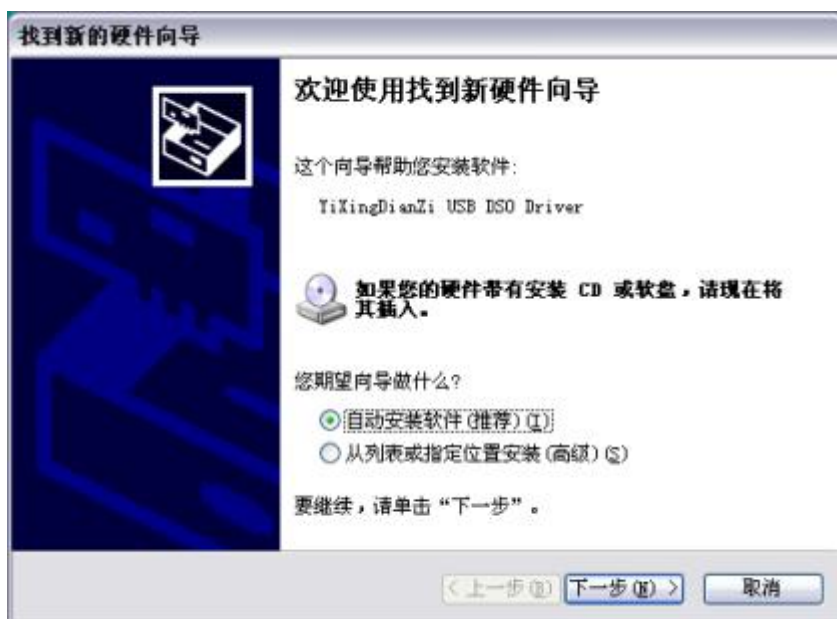 找到新的硬件向导
欢迎使用找到新硬件向导
这个向导帮助您安装软件:
YiXingDianZi USB DSO Driver
如果您的硬件带有安装 CD 或软盘，请现在将
其插入。
您期望向导做什么?
自动安装软件(推荐)(I)
从列表或指定位置安装(高级)(S)
要继续，请单击“下一步”。
< 上一步(B)
下一步(N) >
取消